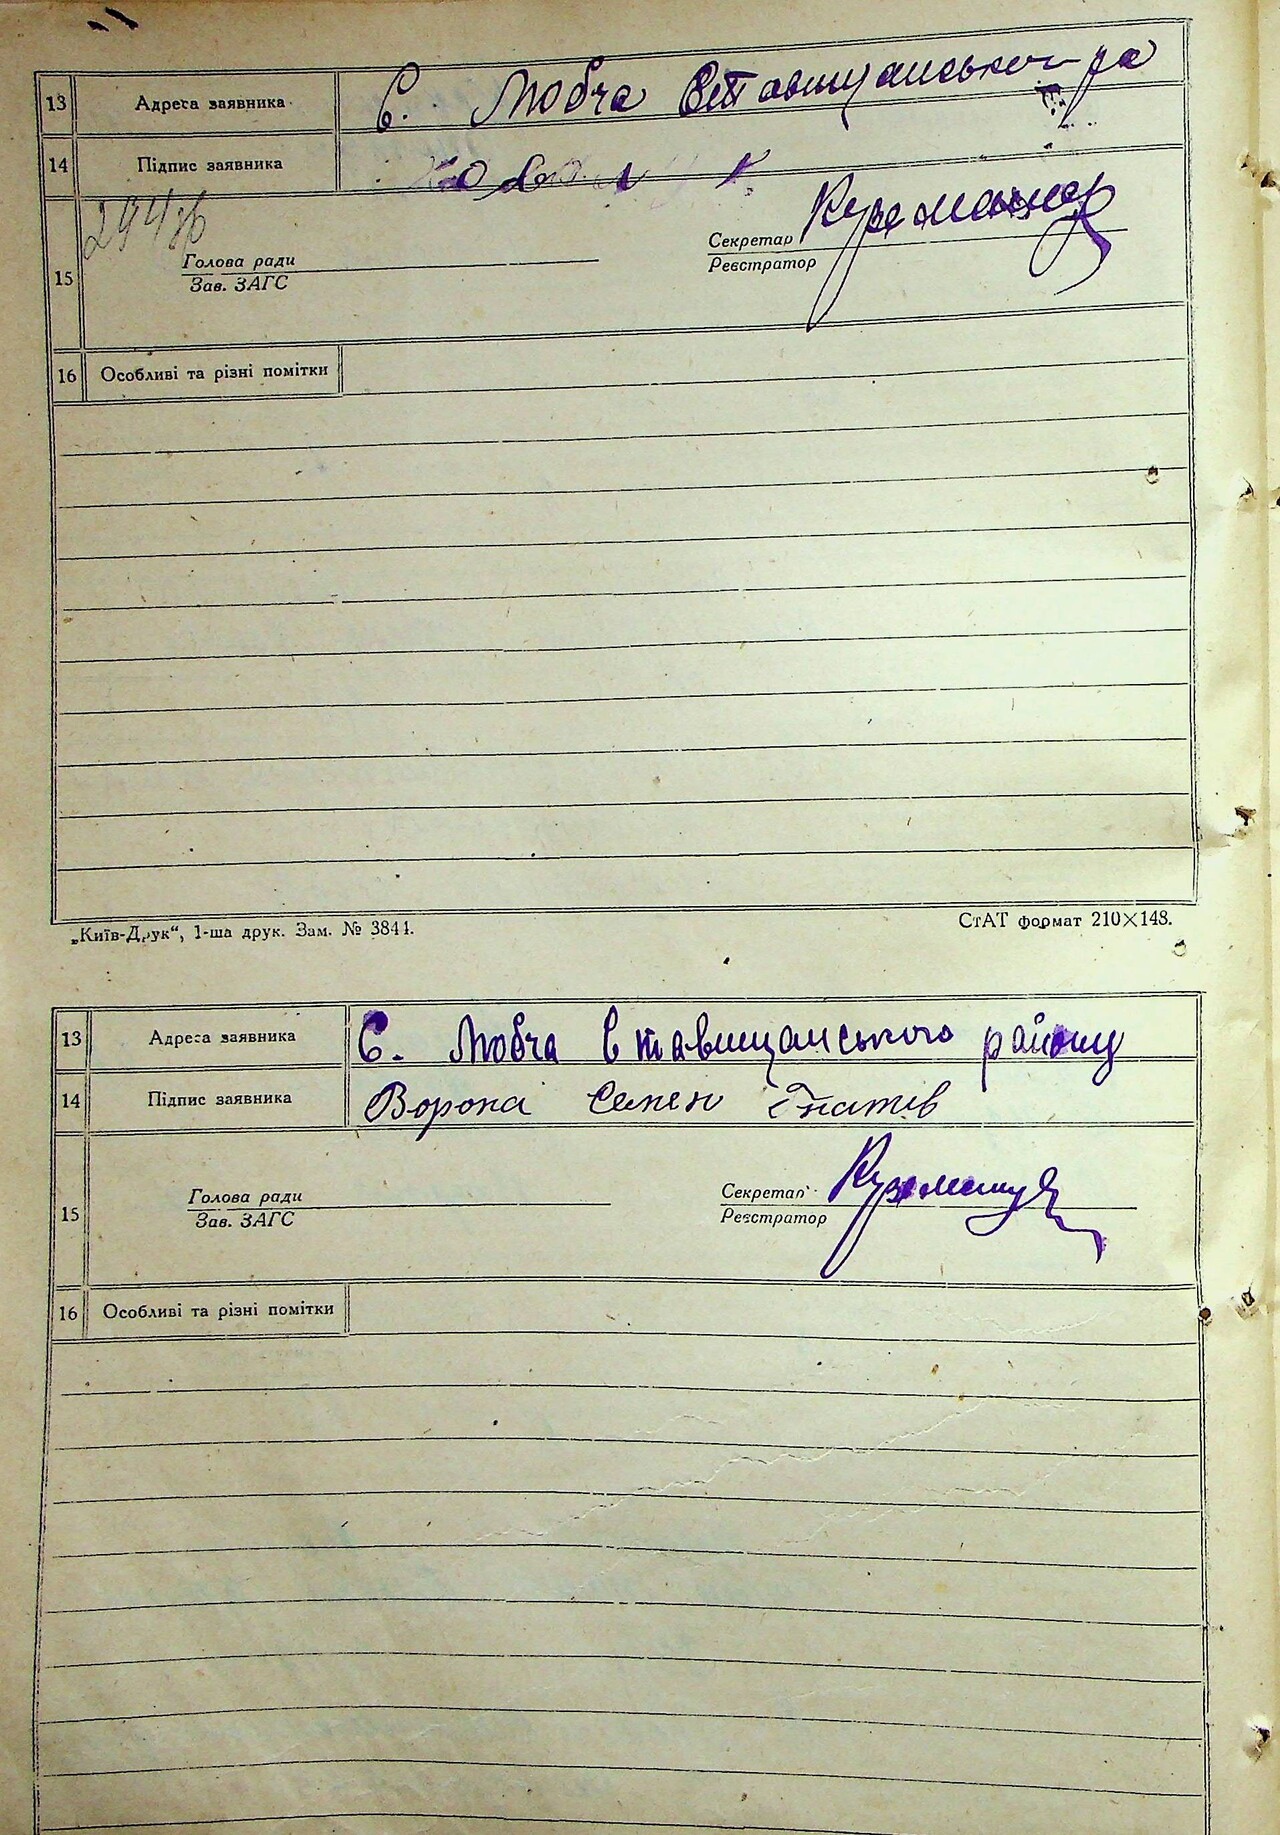 13 Адреса заявника С. Любча Ставищанського ра
14 Підпис заявника
294 зв
15 Голова ради Секретар
Зав. ЗАГС Реєстратор
16 Особливі та різні помітки
„Київ-Друк“, 1-ша друк. Зам. № 3841. СтАТ формат 210×148.
13 Адреса заявника С. Любча Ставищанського району
14 Підпис заявника Ворона Семен Гнатів
15 Голова ради Секретар
Зав. ЗАГС Реєстратор
16 Особливі та різні помітки